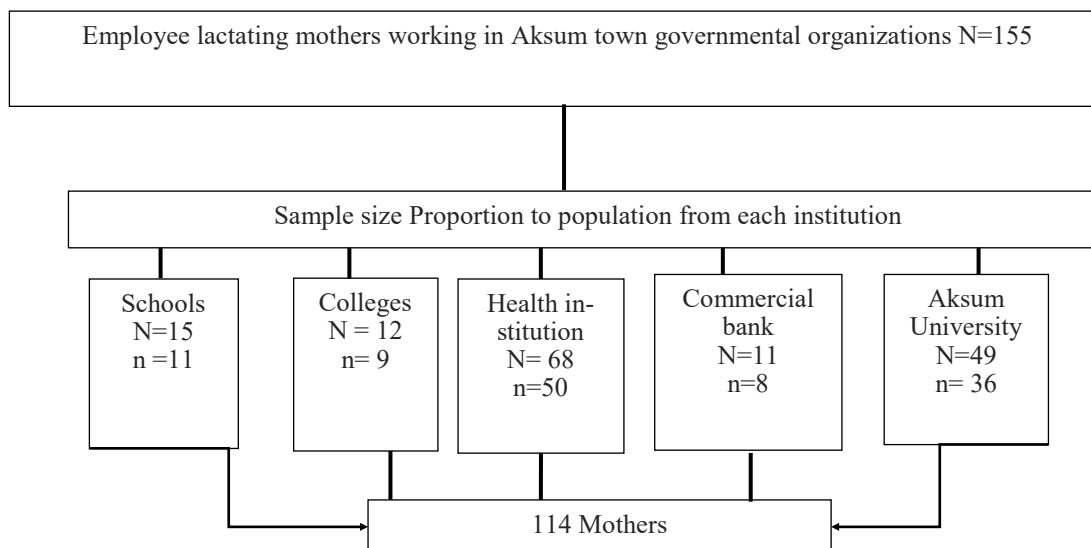 Employee lactating mothers working in Aksum town governmental organizations N=155
Sample size Proportion to population from each institution
Schools
N=15
n =11
Colleges
N = 12
n= 9
Health in-
stitution
N= 68
n=50
Commercial
bank
N=11
n=8
Aksum
University
N=49
n= 36
114 Mothers